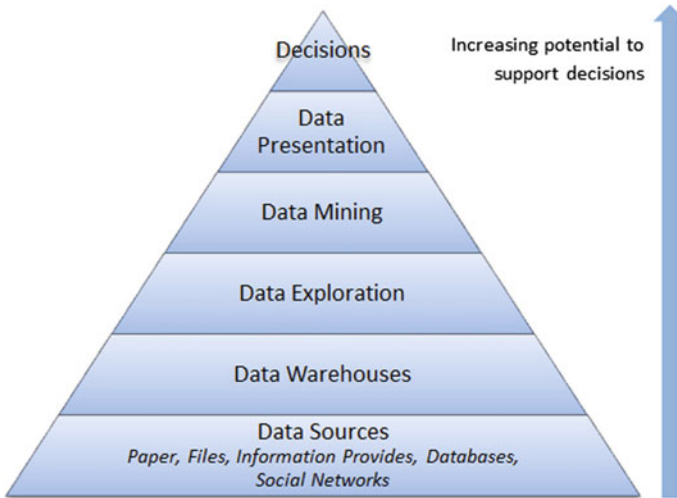 Decisions
Increasing potential to
support decisions
Data
Presentation
Data Mining
Data Exploration
Data Warehouses
Data Sources
Paper, Files, Information Provides, Databases,
Social Networks